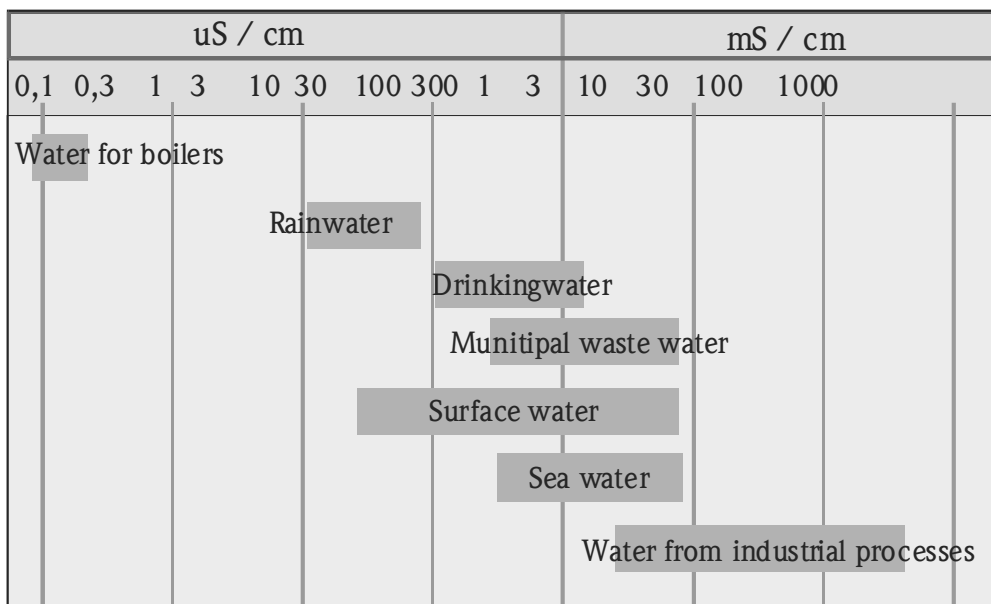 uS / cm mS / cm
0,1 0,3 1 3 10 30 100 300 1 3 10 30 100 1000
Water for boilers
Rainwater
Drinkingwater
Munitipal waste water
Surface water
Sea water
Water from industrial processes